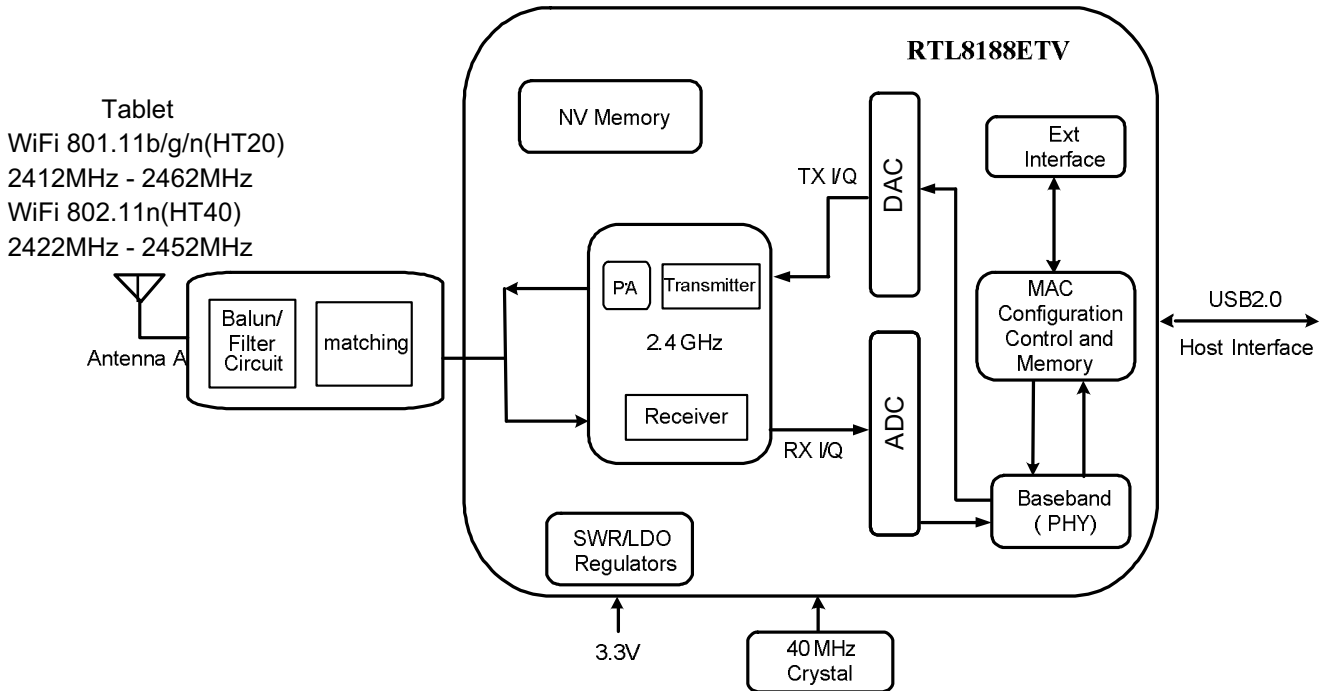 RTL8188ETV
Tablet
WiFi 801.11b/g/n(HT20)
2412MHz - 2462MHz
WiFi 802.11n(HT40)
2422MHz - 2452MHz
Antenna A
Balun/
Filter
Circuit
matching
NV Memory
PA
Transmitter
2.4 GHz
Receiver
TX I/Q
DAC
RX I/Q
ADC
Ext
Interface
MAC
Configuration
Control and
Memory
Baseband
( PHY)
USB2.0
Host Interface
SWR/LDO
Regulators
3.3V
40 MHz
Crystal